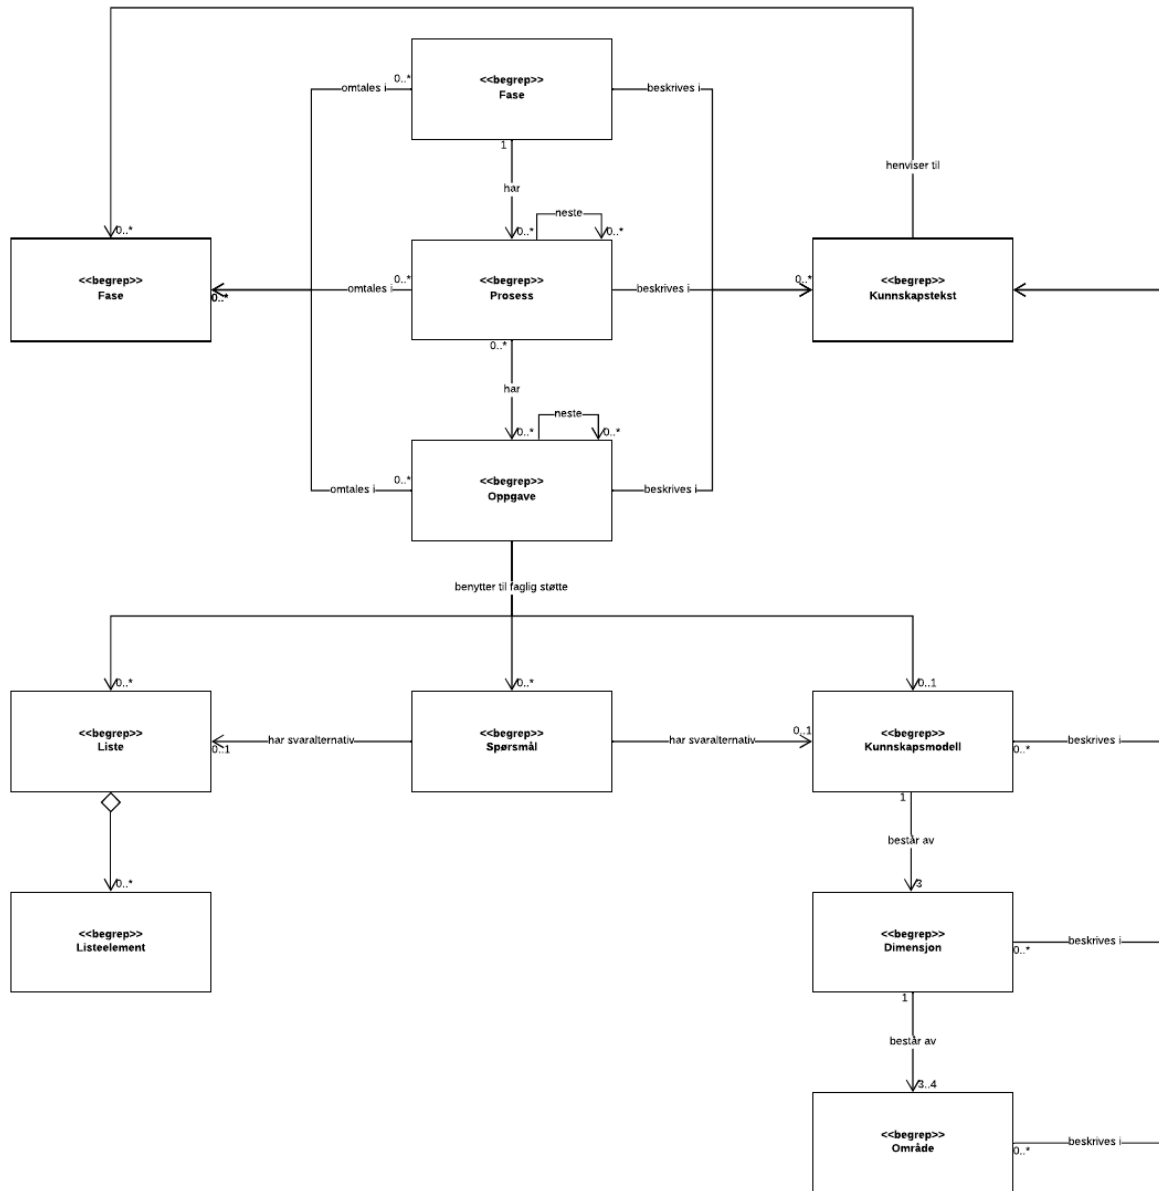 <<begrep>>
Fase
0..*
omtales i
beskrives i
1
har
henviser til
neste
0..*
0..*
0..*
<<begrep>>
Fase
0..*
omtales i
0..*
<<begrep>>
Prosess
beskrives i
0..*
<<begrep>>
Kunnskapstekst
0..*
har
neste
0..*
0..*
omtales i
0..*
<<begrep>>
Oppgave
beskrives i
benytter til faglig støtte
0..*
0..*
0..1
<<begrep>>
Liste
0..1
har svaralternativ
<<begrep>>
Spørsmål
har svaralternativ
0..1
<<begrep>>
Kunnskapsmodell
0..*
beskrives i
1
består av
0..*
3
<<begrep>>
Listeelement
<<begrep>>
Dimensjon
0..*
beskrives i
1
består av
3..4
<<begrep>>
Område
0..*
beskrives i